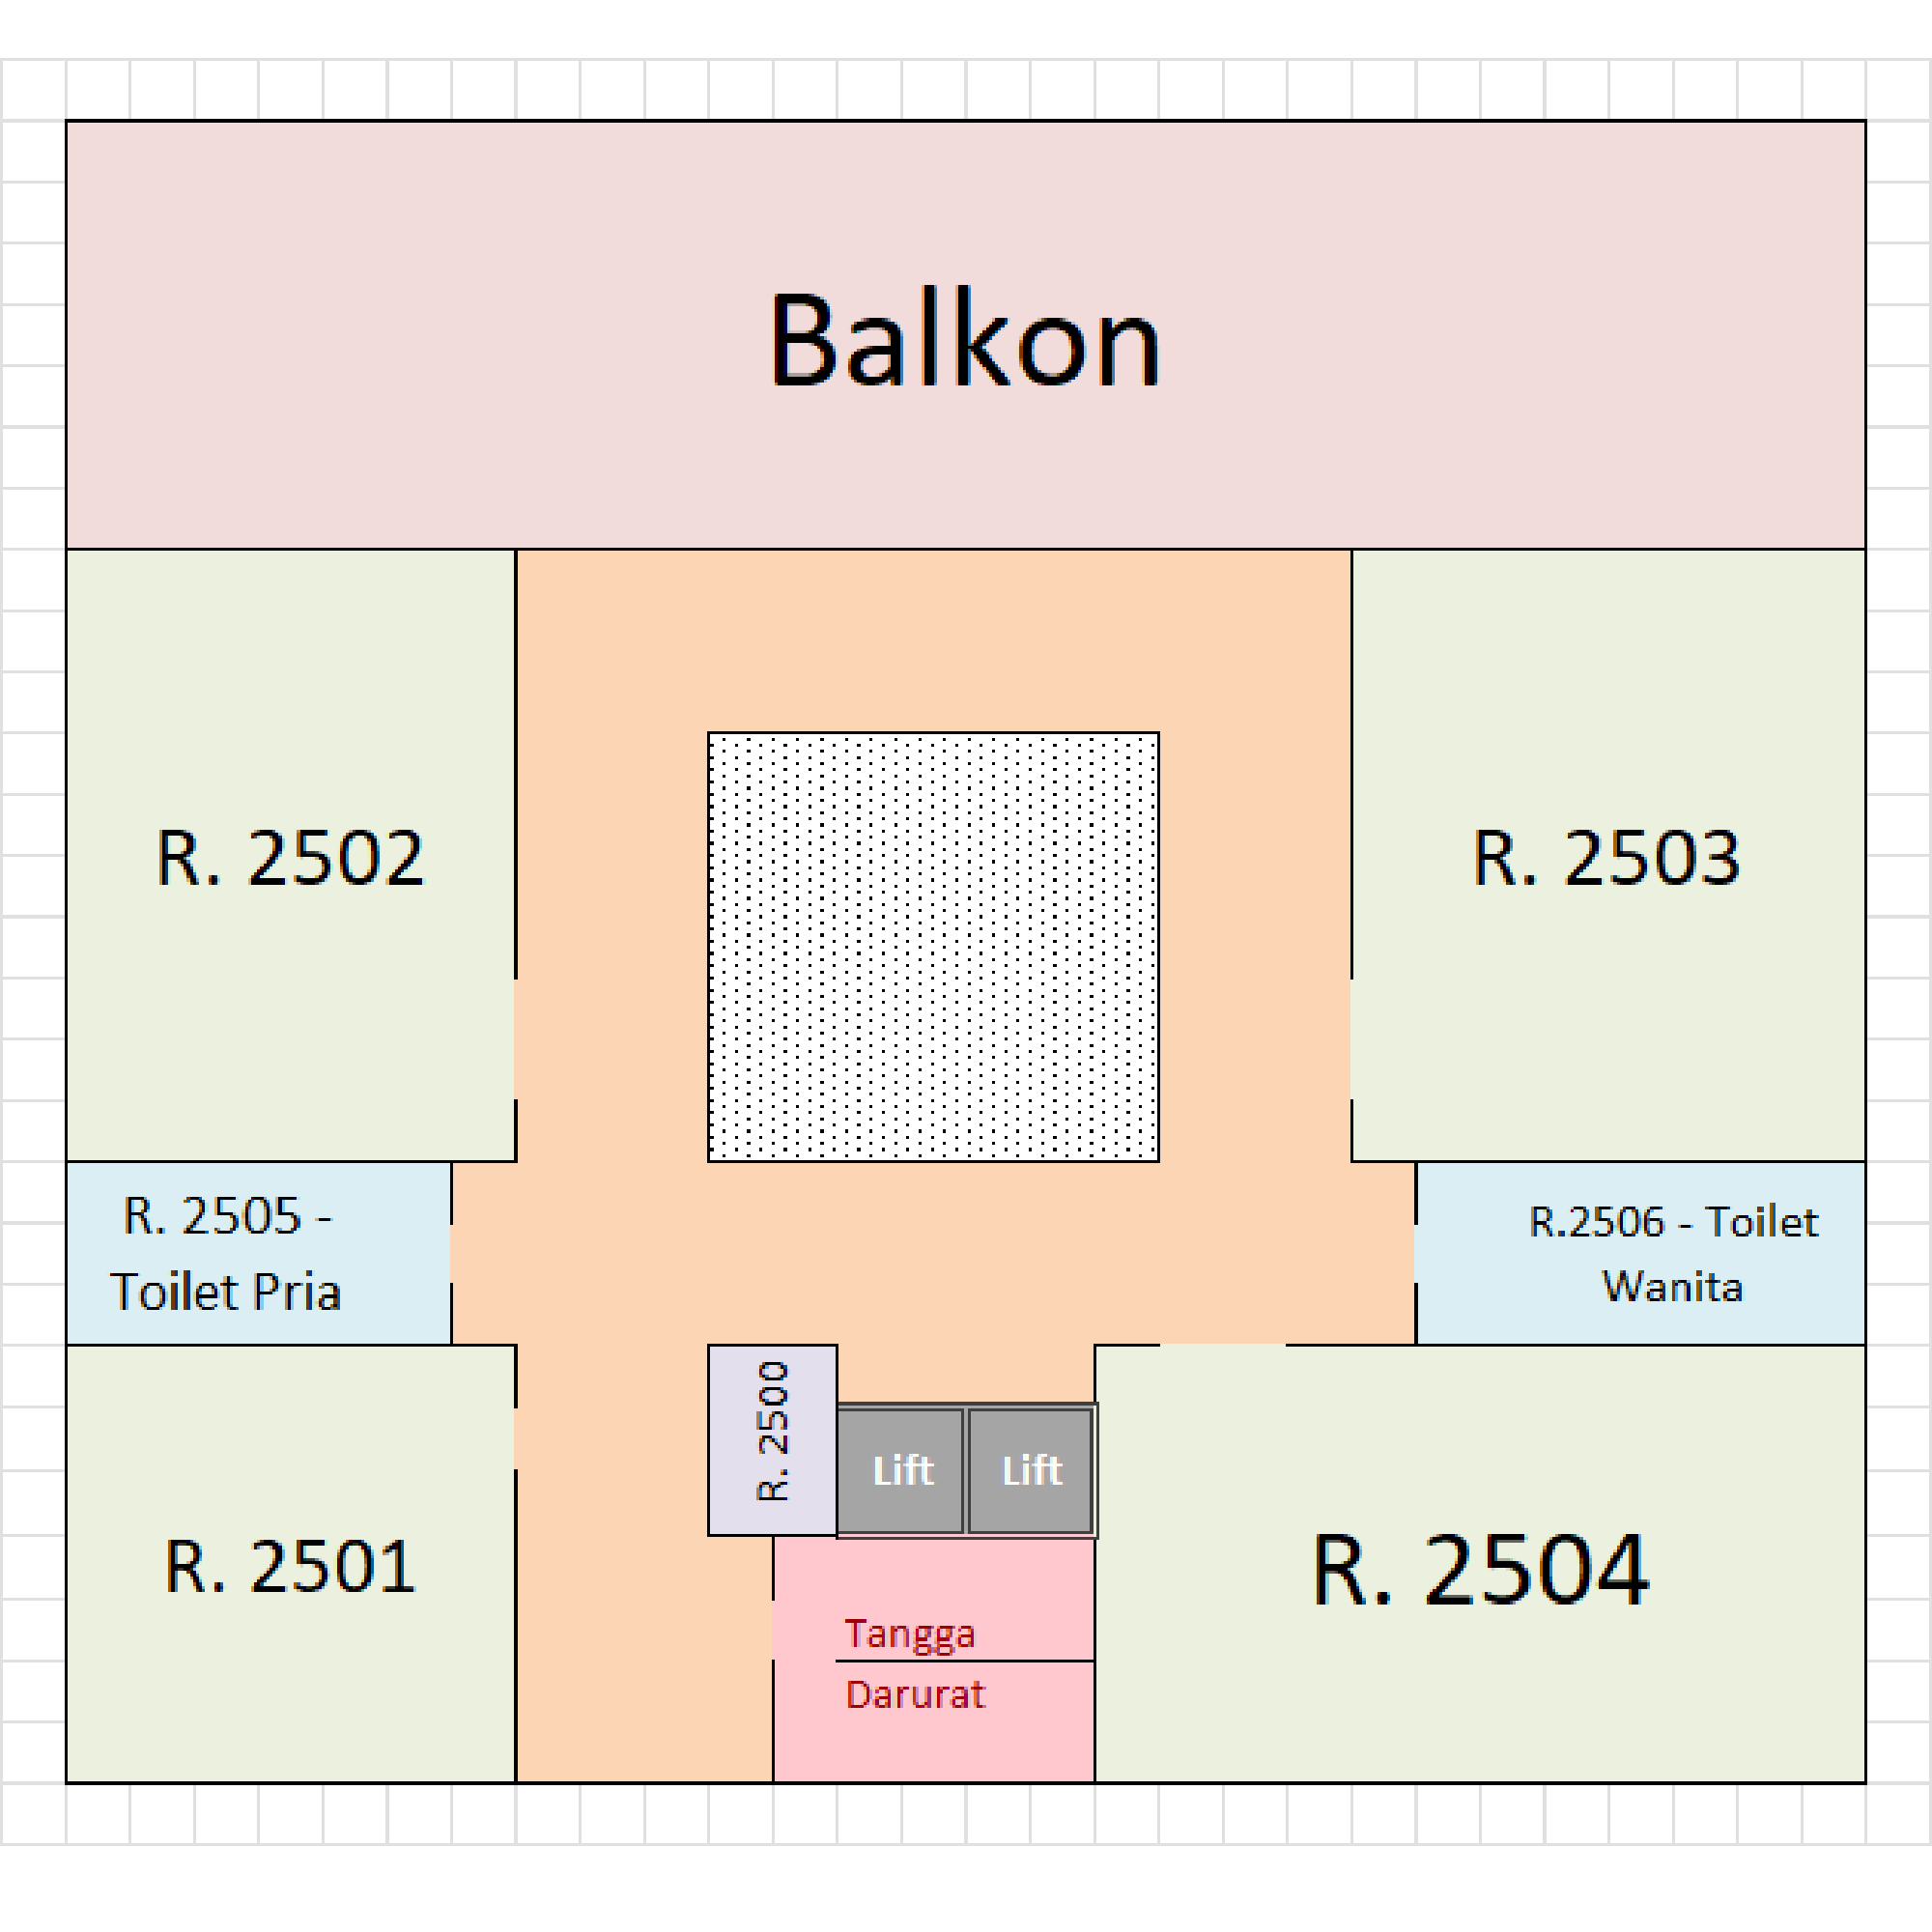 Balkon
R. 2502
R. 2503
R. 2505 -
Toilet Pria
R.2506 - Toilet
Wanita
R. 2500
Lift
Lift
R. 2501
R. 2504
Tangga
Darurat